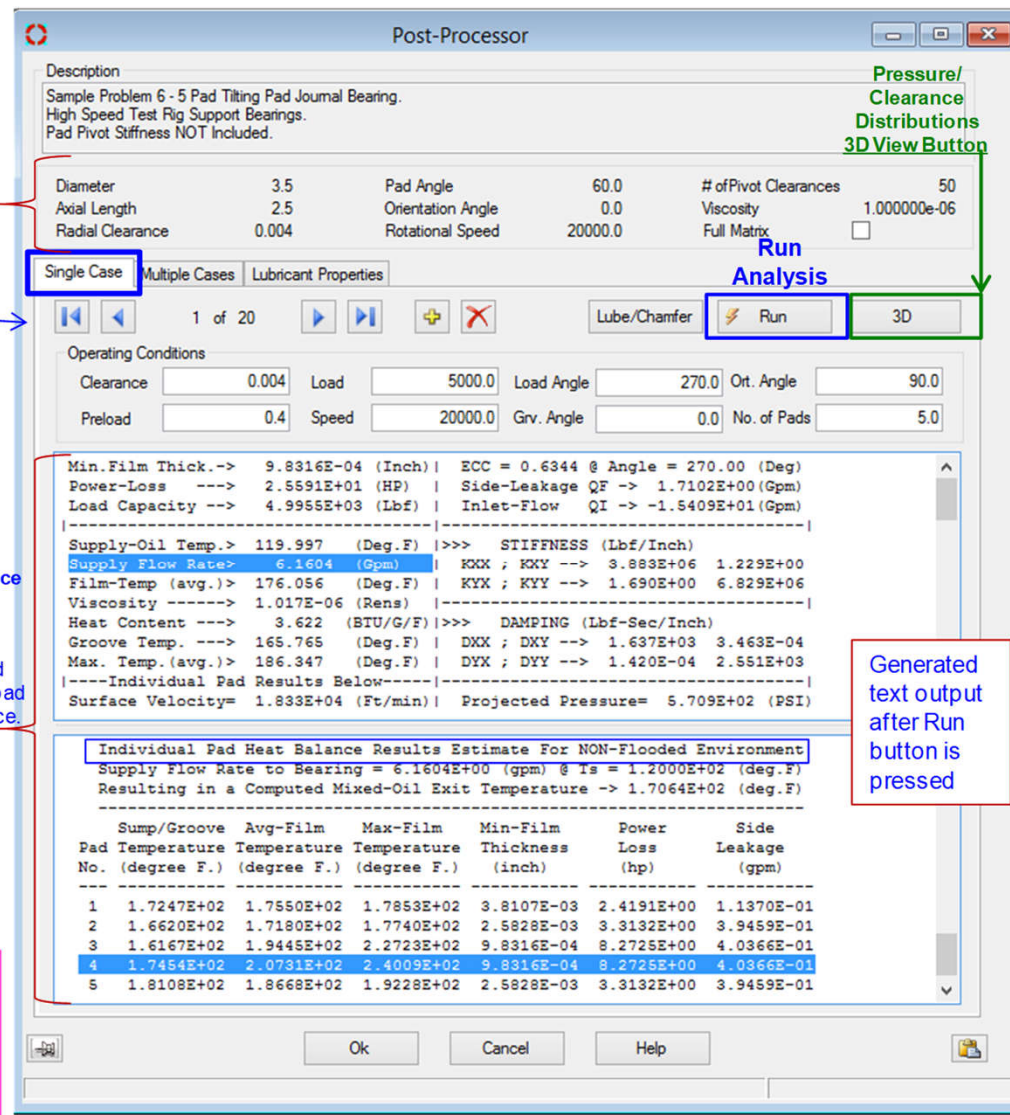 Post-Processor
Description
Sample Problem 6 - 5 Pad Tilting Pad Journal Bearing.
High Speed Test Rig Support Bearings.
Pad Pivot Stiffness NOT Included.
Pressure/
Clearance
Distributions
3D View Button
Diameter 3.5 Pad Angle 60.0 # of Pivot Clearances 50
Axial Length 2.5 Orientation Angle 0.0 Viscosity 1.000000e-06
Radial Clearance 0.004 Rotational Speed 20000.0 Full Matrix
Run
Analysis
Single Case Multiple Cases Lubricant Properties
1 of 20 Lube/Chamfer Run 3D
Operating Conditions
Clearance 0.004 Load 5000.0 Load Angle 270.0 Ort. Angle 90.0
Preload 0.4 Speed 20000.0 Grv. Angle 0.0 No. of Pads 5.0
Min.Film Thick.-> 9.8316E-04 (Inch)| ECC = 0.6344 @ Angle = 270.00 (Deg)
Power-Loss ---> 2.5591E+01 (HP) | Side-Leakage QF -> 1.7102E+00(Gpm)
Load Capacity --> 4.9955E+03 (Lbf) | Inlet-Flow QI -> -1.5409E+01(Gpm)
|-------------------------------------|------------------------------------|
Supply-Oil Temp.> 119.997 (Deg.F) |>>> STIFFNESS (Lbf/Inch)
Supply Flow Rate> 6.1604 (Gpm) | KXX ; KXY --> 3.883E+06 1.229E+00
Film-Temp (avg.)> 176.056 (Deg.F) | KYX ; KYY --> 1.690E+00 6.829E+06
Viscosity ------> 1.017E-06 (Rens) |------------------------------------|
Heat Content ---> 3.622 (BTU/G/F)|>>> DAMPING (Lbf-Sec/Inch)
Groove Temp. ---> 165.765 (Deg.F) | DXX ; DXY --> 1.637E+03 3.463E-04
Max. Temp.(avg.)> 186.347 (Deg.F) | DYX ; DYY --> 1.420E-04 2.551E+03
|----Individual Pad Results Below-----|------------------------------------|
Surface Velocity= 1.833E+04 (Ft/min)| Projected Pressure= 5.709E+02 (PSI)
Generated
text output
after Run
button is
pressed
Individual Pad Heat Balance Results Estimate For NON-Flooded Environment
Supply Flow Rate to Bearing = 6.1604E+00 (gpm) @ Ts = 1.2000E+02 (deg.F)
Resulting in a Computed Mixed-Oil Exit Temperature -> 1.7064E+02 (deg.F)
------------------------------------------------------------------------
Sump/Groove Avg-Film Max-Film Min-Film Power Side
Pad Temperature Temperature Temperature Thickness Loss Leakage
No. (degree F.) (degree F.) (degree F.) (inch) (hp) (gpm)
--- ----------- ----------- ----------- ----------- ----------- -----------
1 1.7247E+02 1.7550E+02 1.7853E+02 3.8107E-03 2.4191E+00 1.1370E-01
2 1.6620E+02 1.7180E+02 1.7740E+02 2.5828E-03 3.3132E+00 3.9459E-01
3 1.6167E+02 1.9445E+02 2.2723E+02 9.8316E-04 8.2725E+00 4.0366E-01
4 1.7454E+02 2.0731E+02 2.4009E+02 9.8316E-04 8.2725E+00 4.0366E-01
5 1.8108E+02 1.8668E+02 1.9228E+02 2.5828E-03 3.3132E+00 3.9459E-01
Ok Cancel Help